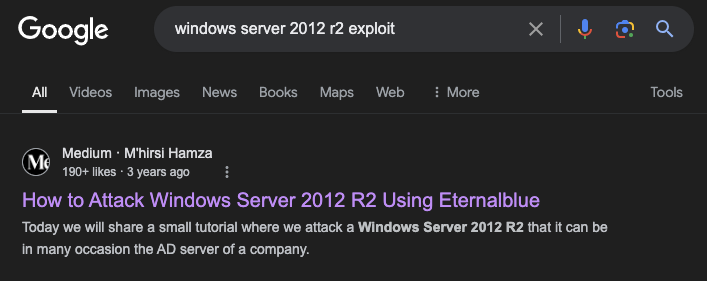 Google
windows server 2012 r2 exploit
All Videos Images News Books Maps Web More Tools
Me
Medium · M'hirsi Hamza
190+ likes · 3 years ago
How to Attack Windows Server 2012 R2 Using Eternalblue
Today we will share a small tutorial where we attack a Windows Server 2012 R2 that it can be
in many occasion the AD server of a company.